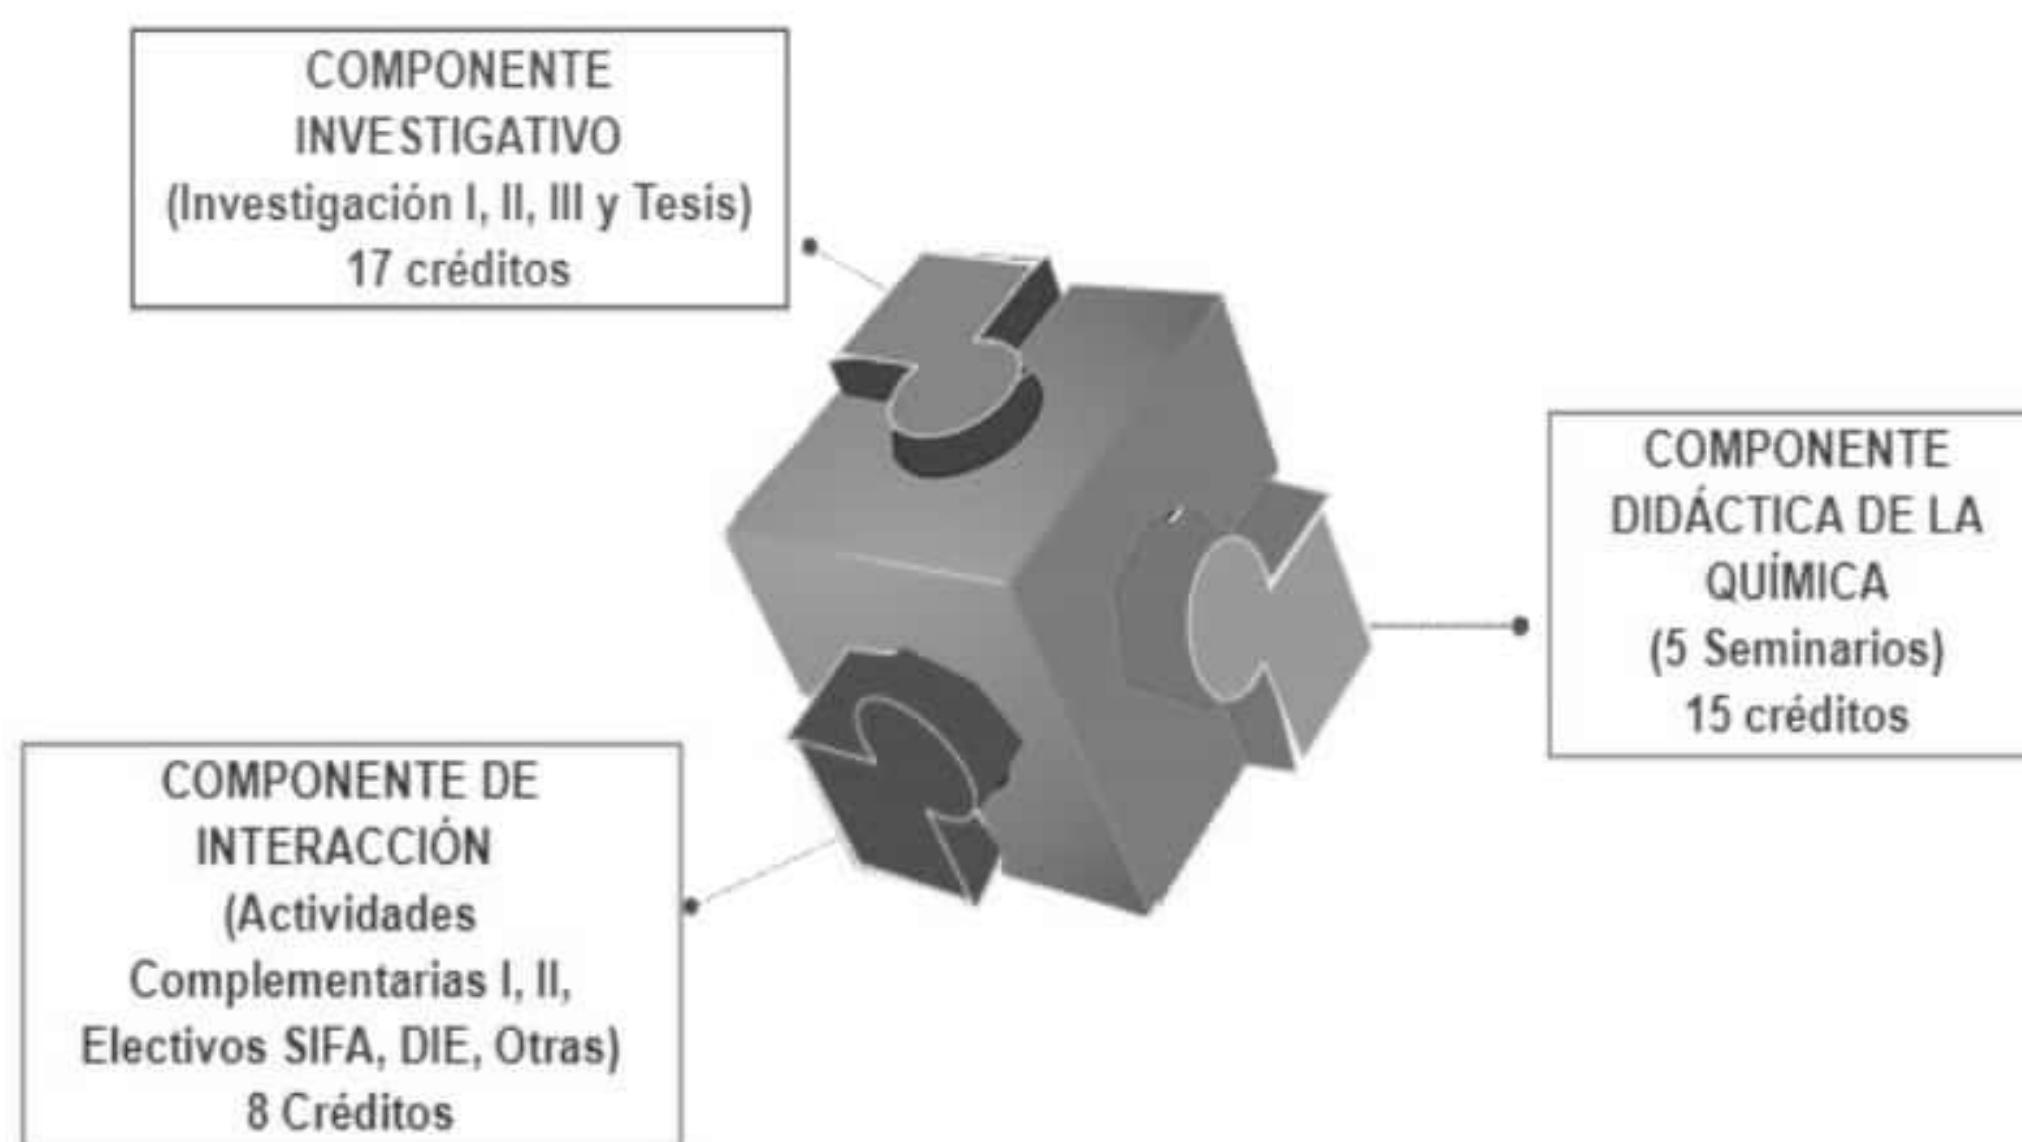 COMPONENTE
INVESTIGATIVO
(Investigación I, II, III y Tesis)
17 créditos
COMPONENTE
DIDÁCTICA DE LA
QUÍMICA
(5 Seminarios)
15 créditos
COMPONENTE DE
INTERACCIÓN
(Actividades
Complementarias I, II,
Electivos SIFA, DIE, Otras)
8 Créditos